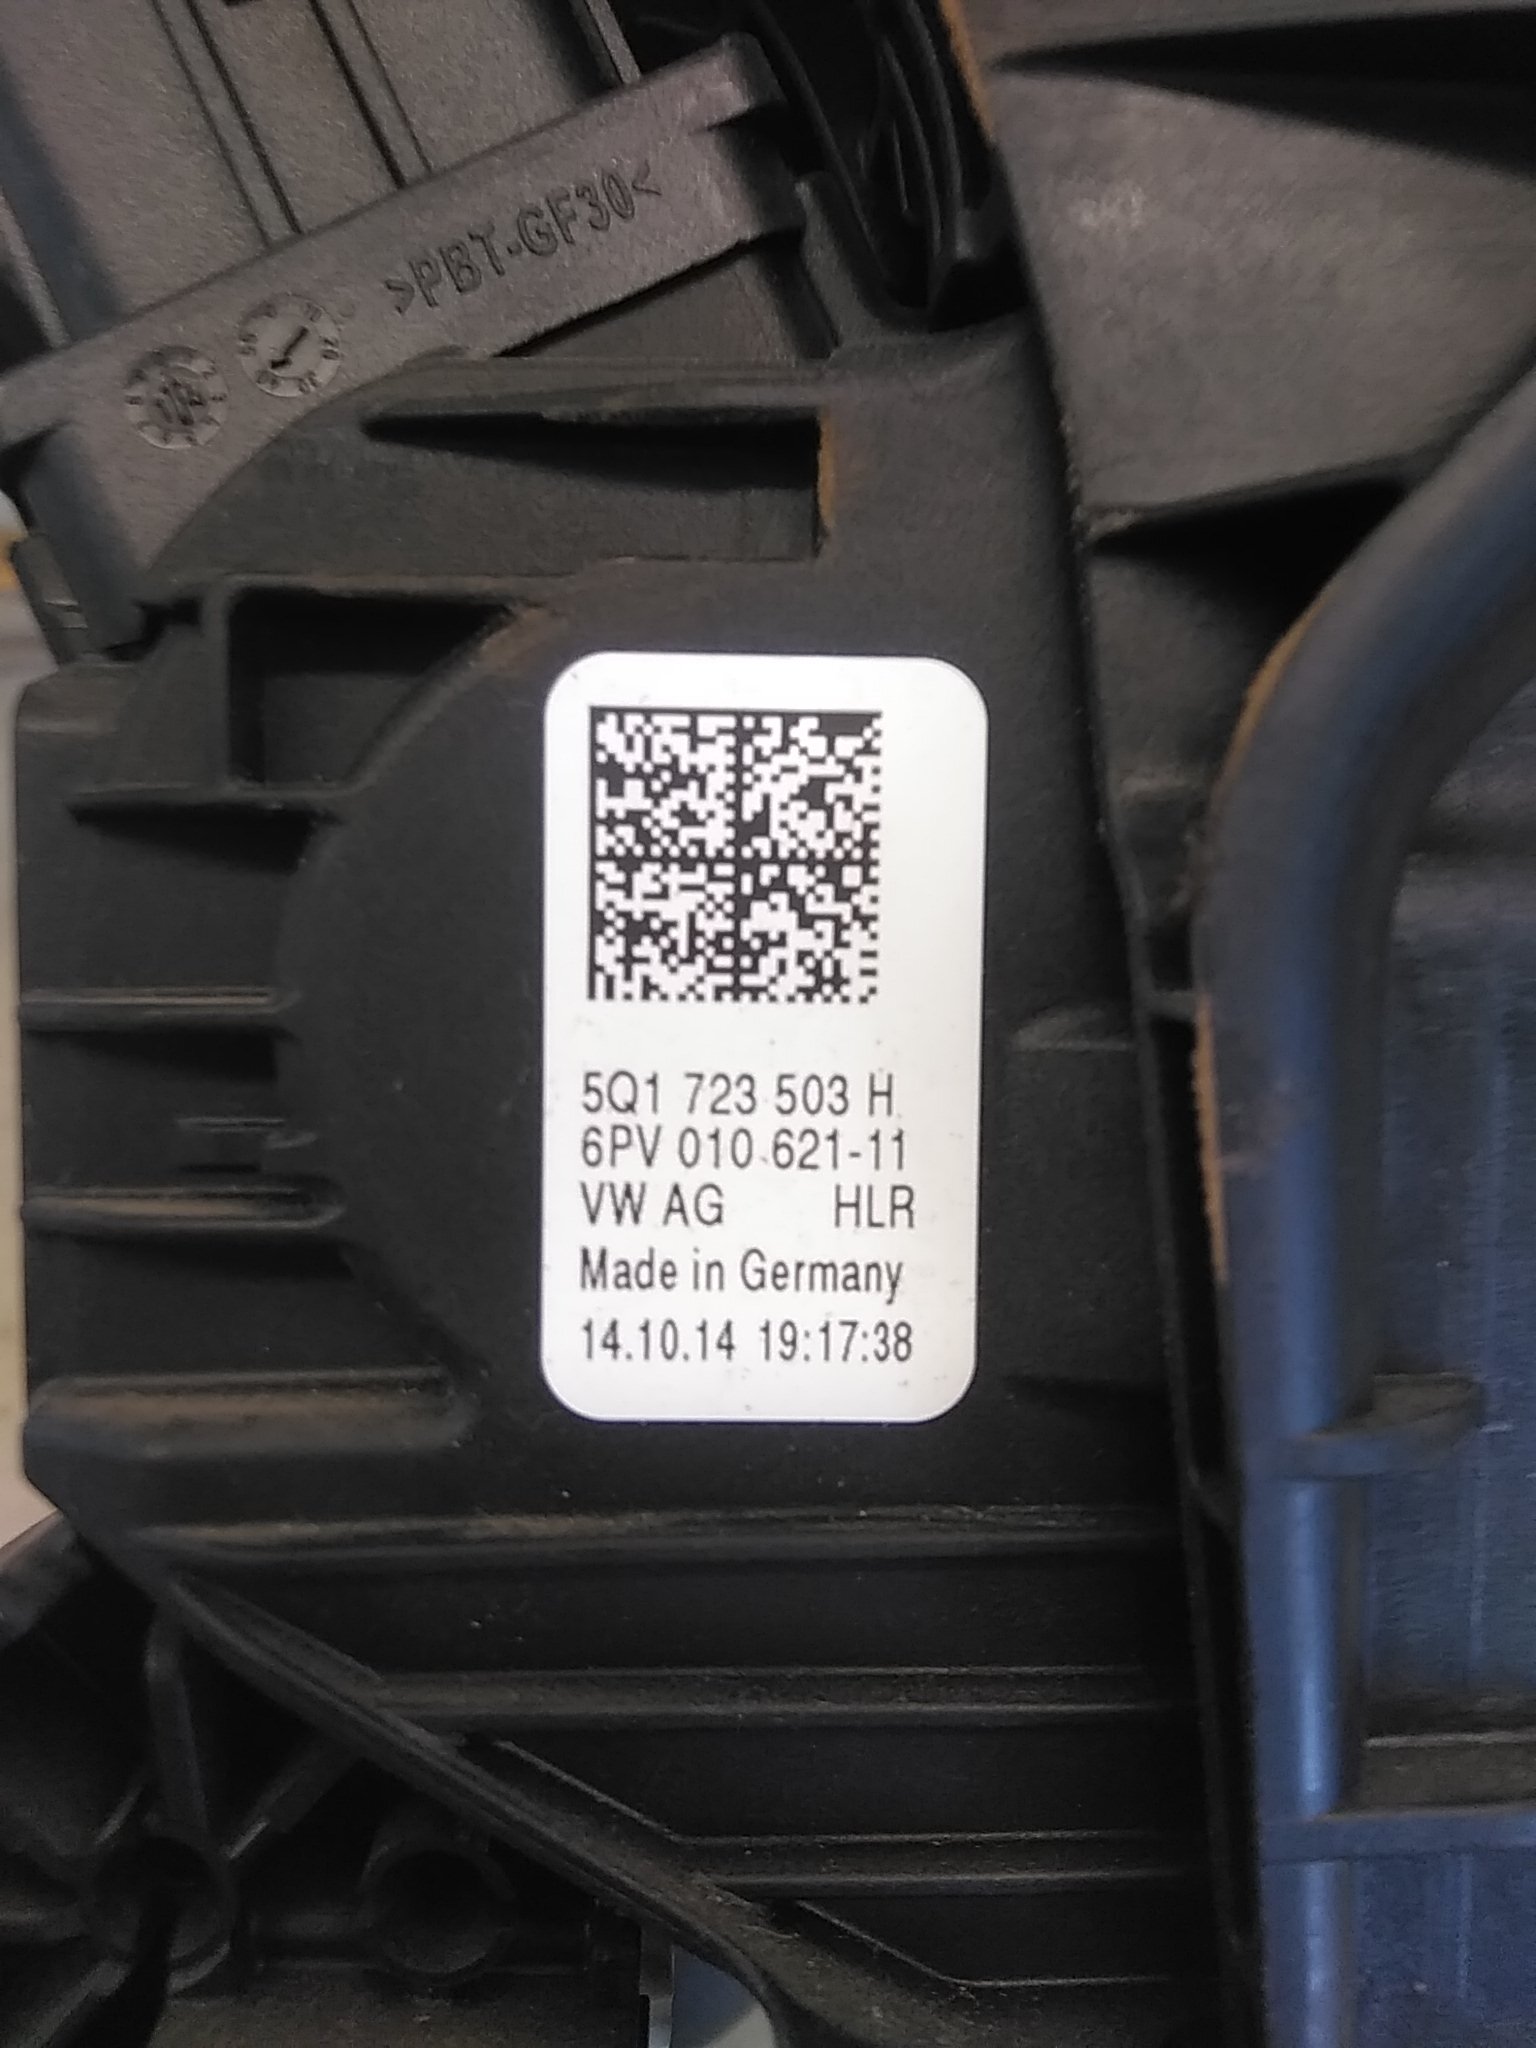 >PBT-GF30<
5Q1 723 503 H
6PV 010 621-11
VW AG HLR
Made in Germany
14.10.14 19:17:38